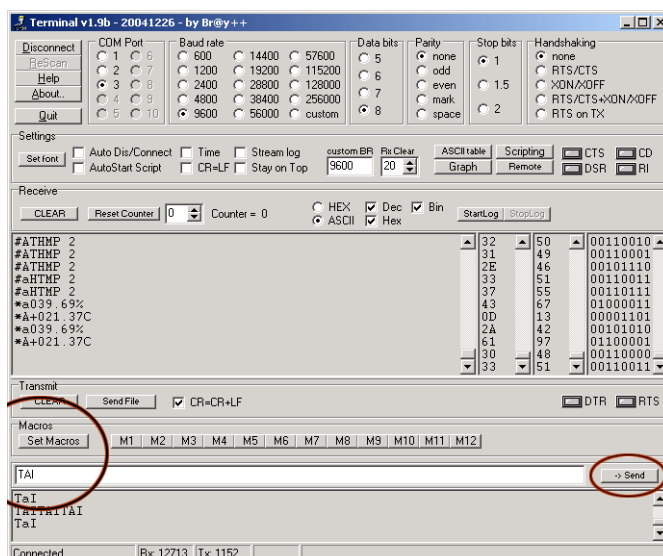 Terminal v1.9b - 20041226 - by Br@y++
Disconnect
ReScan
Help
About..
Quit
COM Port
1 6
2 7
3 8
4 9
5 10
Baud rate
600 14400 57600
1200 19200 115200
2400 28800 128000
4800 38400 256000
9600 56000 custom
Data bits
5
6
7
8
Parity
none
odd
even
mark
space
Stop bits
1
1.5
2
Handshaking
none
RTS/CTS
XON/XOFF
RTS/CTS+XON/XOFF
RTS on TX
Settings
Set font
Auto Dis/Connect Time Stream log
AutoStart Script CR=LF Stay on Top
custom BR Rx Clear
9600 20
ASCII table Scripting
Graph Remote
CTS CD
DSR RI
Receive
CLEAR Reset Counter 0 Counter = 0
HEX Dec Bin
ASCII Hex
StartLog StopLog
#ATHMP 2 32 50 00110010
#ATHMP 2 31 49 00110001
#ATHMP 2 2E 46 00101110
#aHTMP 2 33 51 00110011
#aHTMP 2 37 55 00110111
*a039.69% 43 67 01000011
*A+021.37C 0D 13 00001101
*a039.69% 2A 42 00101010
*A+021.37C 61 97 01100001
30 48 00110000
33 51 00110011
Transmit
CLEAR Send File CR=CR+LF
DTR RTS
Macros
Set Macros M1 M2 M3 M4 M5 M6 M7 M8 M9 M10 M11 M12
TAI
-> Send
TaI
TAITAITAI
TaI
Connected Rx: 12713 Tx: 1152